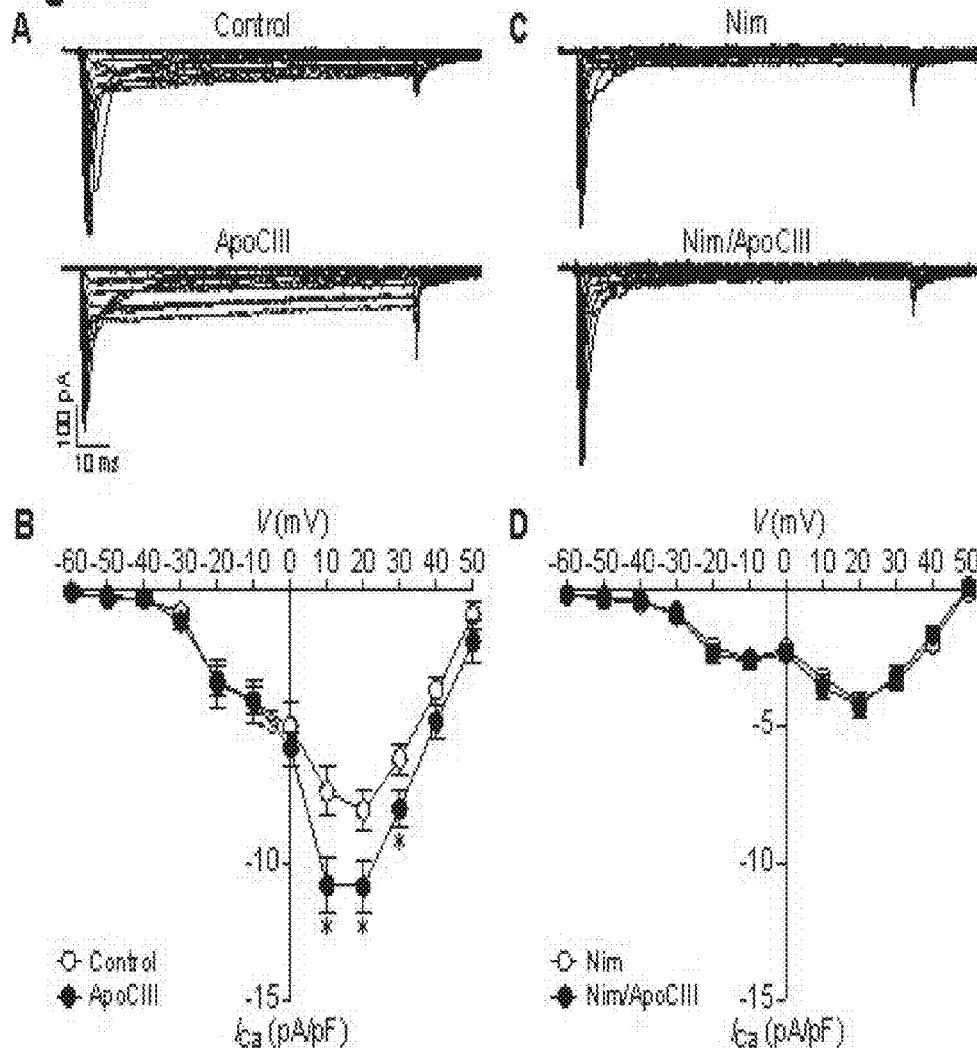 A
Control
C
Nim
ApoCIII
Nim/ApoCIII
100 pA
10 ms
B
V (mV)
-60 -50 -40 -30 -20 -10 0 10 20 30 40 50
-10
-15
* * *
Control
ApoCIII
ICa (pA/pF)
D
V (mV)
-60 -50 -40 -30 -20 -10 0 10 20 30 40 50
-5
-10
-15
Nim
Nim/ApoCIII
ICa (pA/pF)